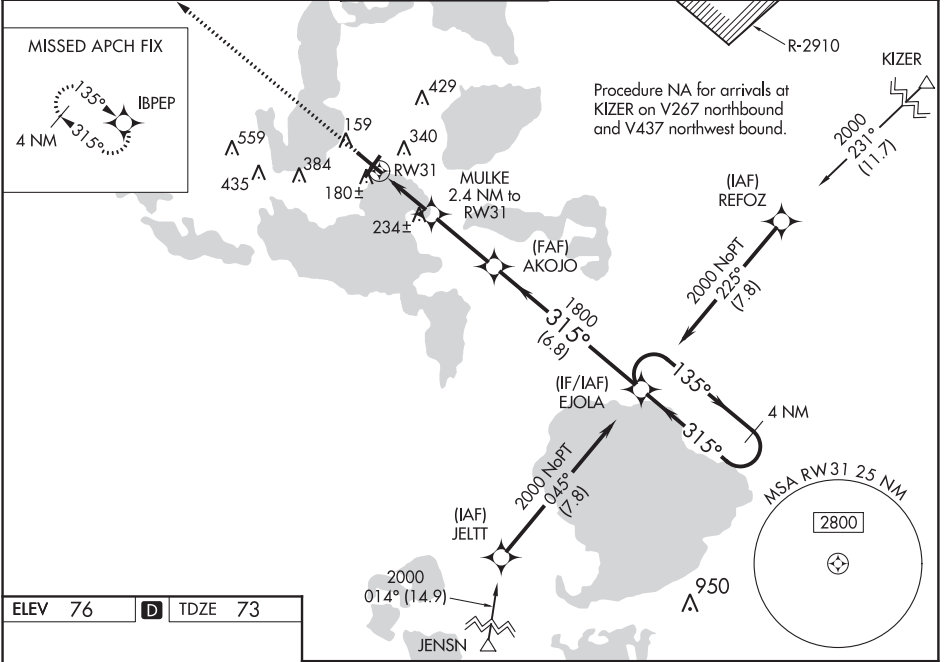 MISSED APCH FIX
135°
IBPEP
4 NM
315°
R-2910
KIZER
Procedure NA for arrivals at
KIZER on V267 northbound
and V437 northwest bound.
2000
231°
(11.7)
429
159
340
559
435
384
180±
RW31
MULKE
2.4 NM to
RW31
234±
(IAF)
REFOZ
(FAF)
AKOJO
2000 NoPT
225°
(7.8)
1800
315°
(6.8)
(IF/IAF)
EJOLA
135°
4 NM
315°
2000 NoPT
045°
(7.8)
(IAF)
JELTT
MSA RW31 25 NM
2800
2000
014° (14.9)
950
JENSN
ELEV 76 D TDZE 73